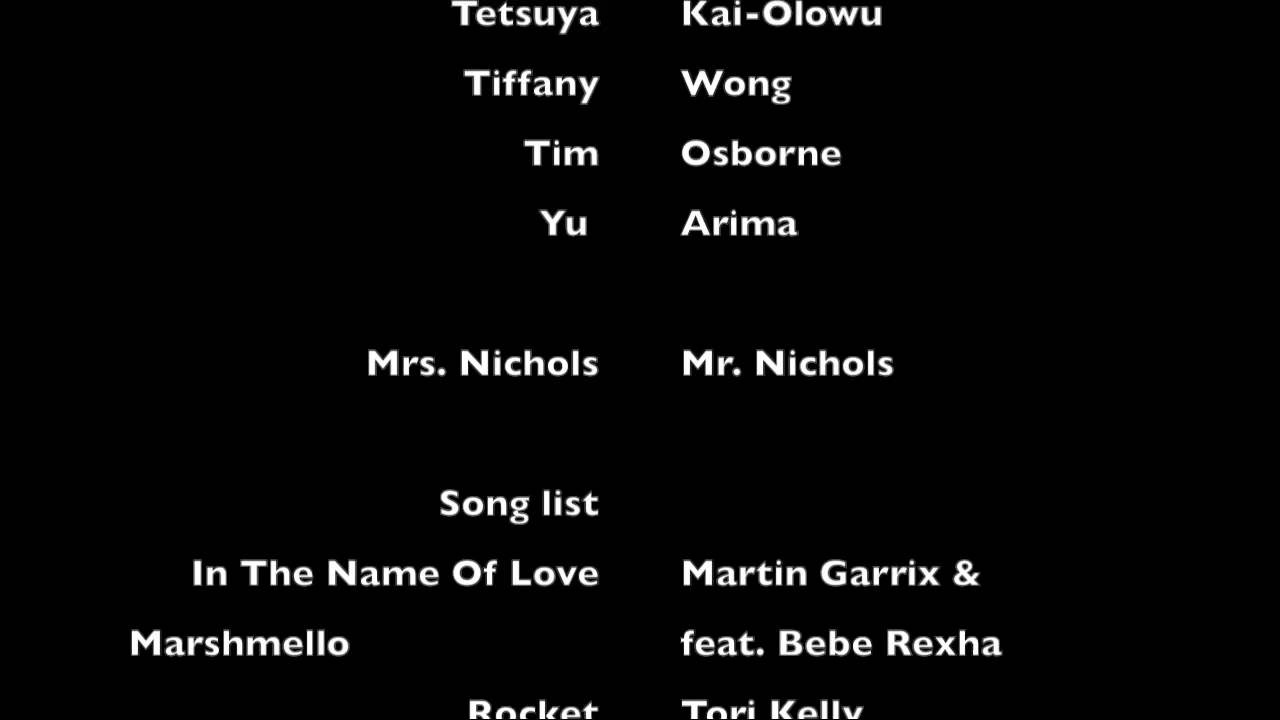 Tetsuya Kai-Olowu
Tiffany Wong
Tim Osborne
Yu Arima
Mrs. Nichols Mr. Nichols
Song list
In The Name Of Love Martin Garrix &
Marshmello feat. Bebe Rexha
Rocket Tori Kelly